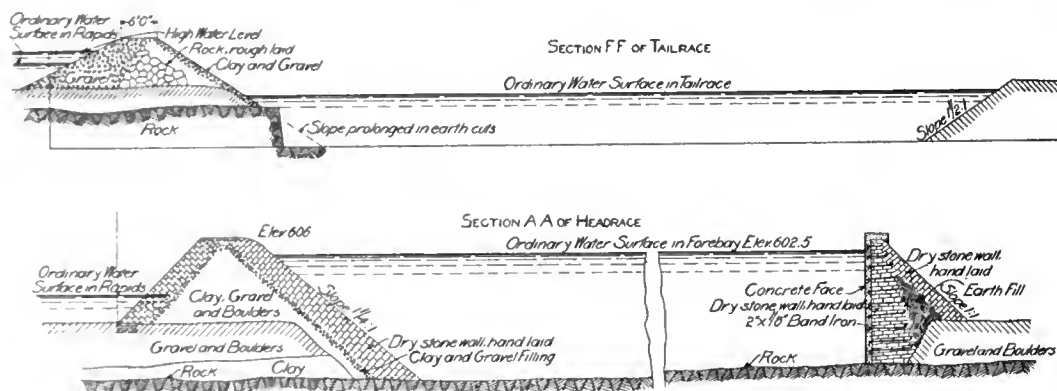 Ordinary Water
Surface in Rapids
6'0"
High Water Level
Rock, rough laid
Clay and Gravel
Gravel
SECTION FF OF TAILRACE
Ordinary Water Surface in Tailrace
Rock
Slope prolonged in earth cuts
Slope 1½:1
SECTION AA OF HEADRACE
Elev 606
Ordinary Water Surface in Forebay Elev 602.5
Ordinary Water
Surface in Rapids
Clay, Gravel
and Boulders
Slope 1½:1
Gravel and Boulders
Rock
Clay
Dry stone wall, hand laid
Clay and Gravel Filling
Concrete Face
Dry stone wall, hand laid
Band Iron
Dry stone wall,
hand laid
Earth Fill
Slope 1:1
Rock
Gravel and Boulders